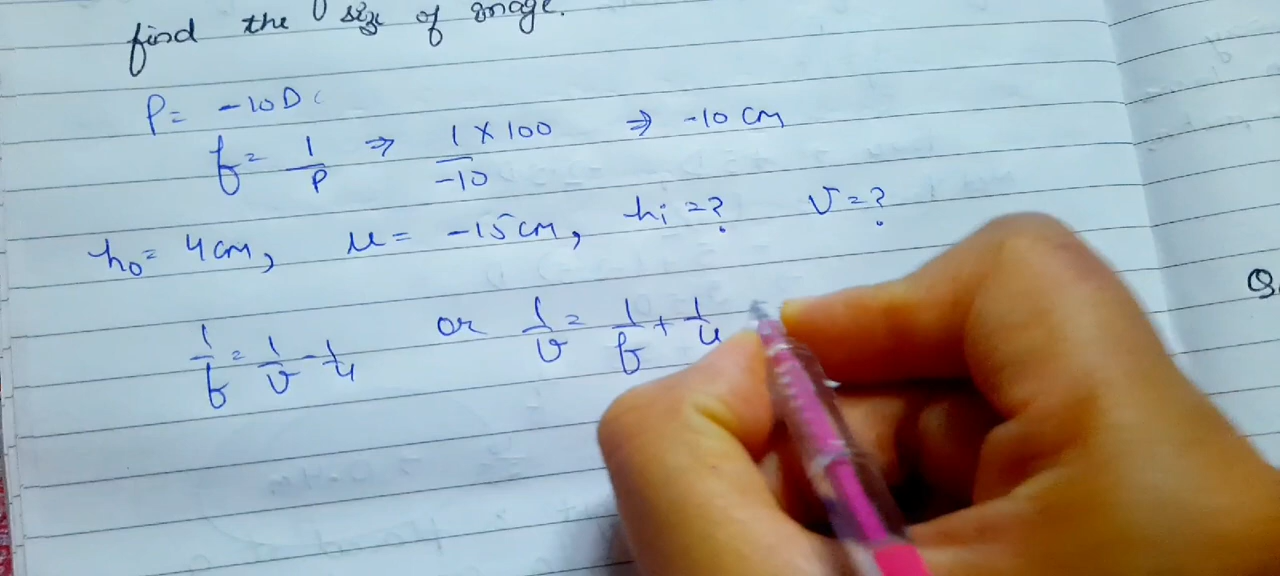 find the size of image.
P = -10D
f = 1/P ⇒ 1 × 100/-10 ⇒ -10 cm
ho = 4 cm, u = -15 cm, hi = ? v = ?
1/f = 1/v - 1/u or 1/v = 1/f + 1/u
Q.